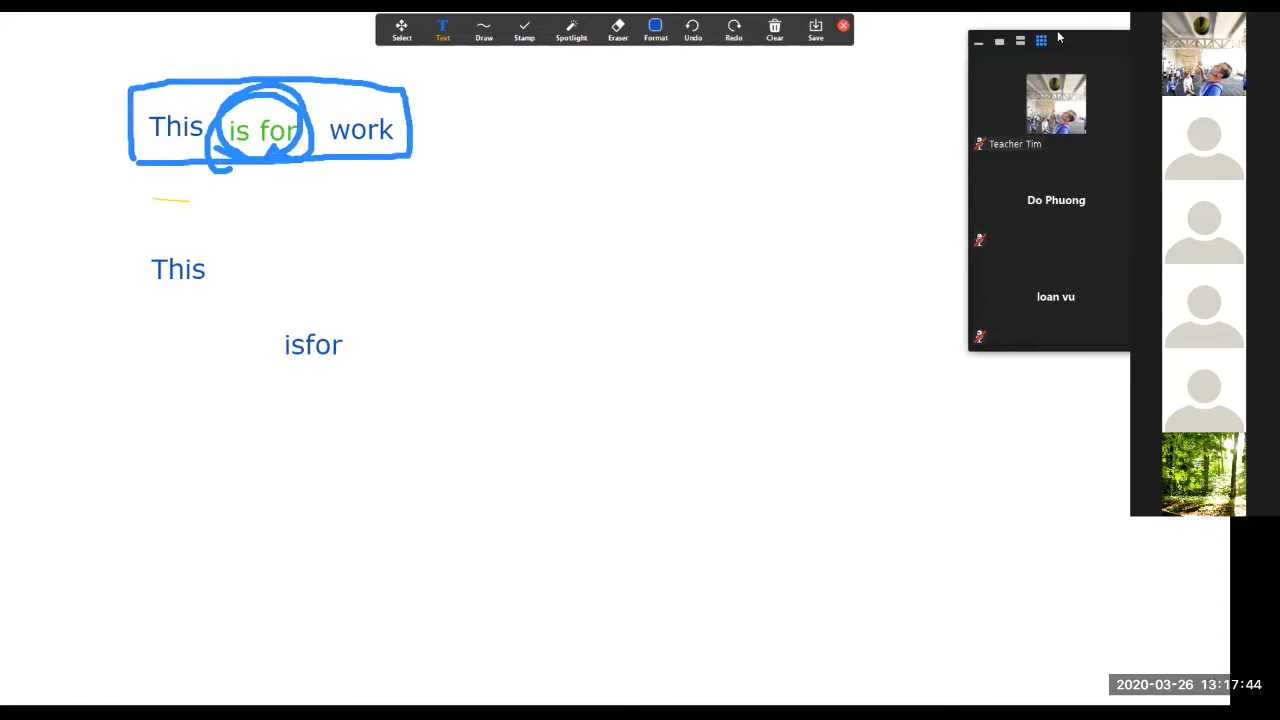 Select Text Draw Stamp Spotlight Eraser Format Undo Redo Clear Save
This is for work
Teacher Tim
Do Phuong
This
loan vu
isfor
2020-03-26 13:17:44